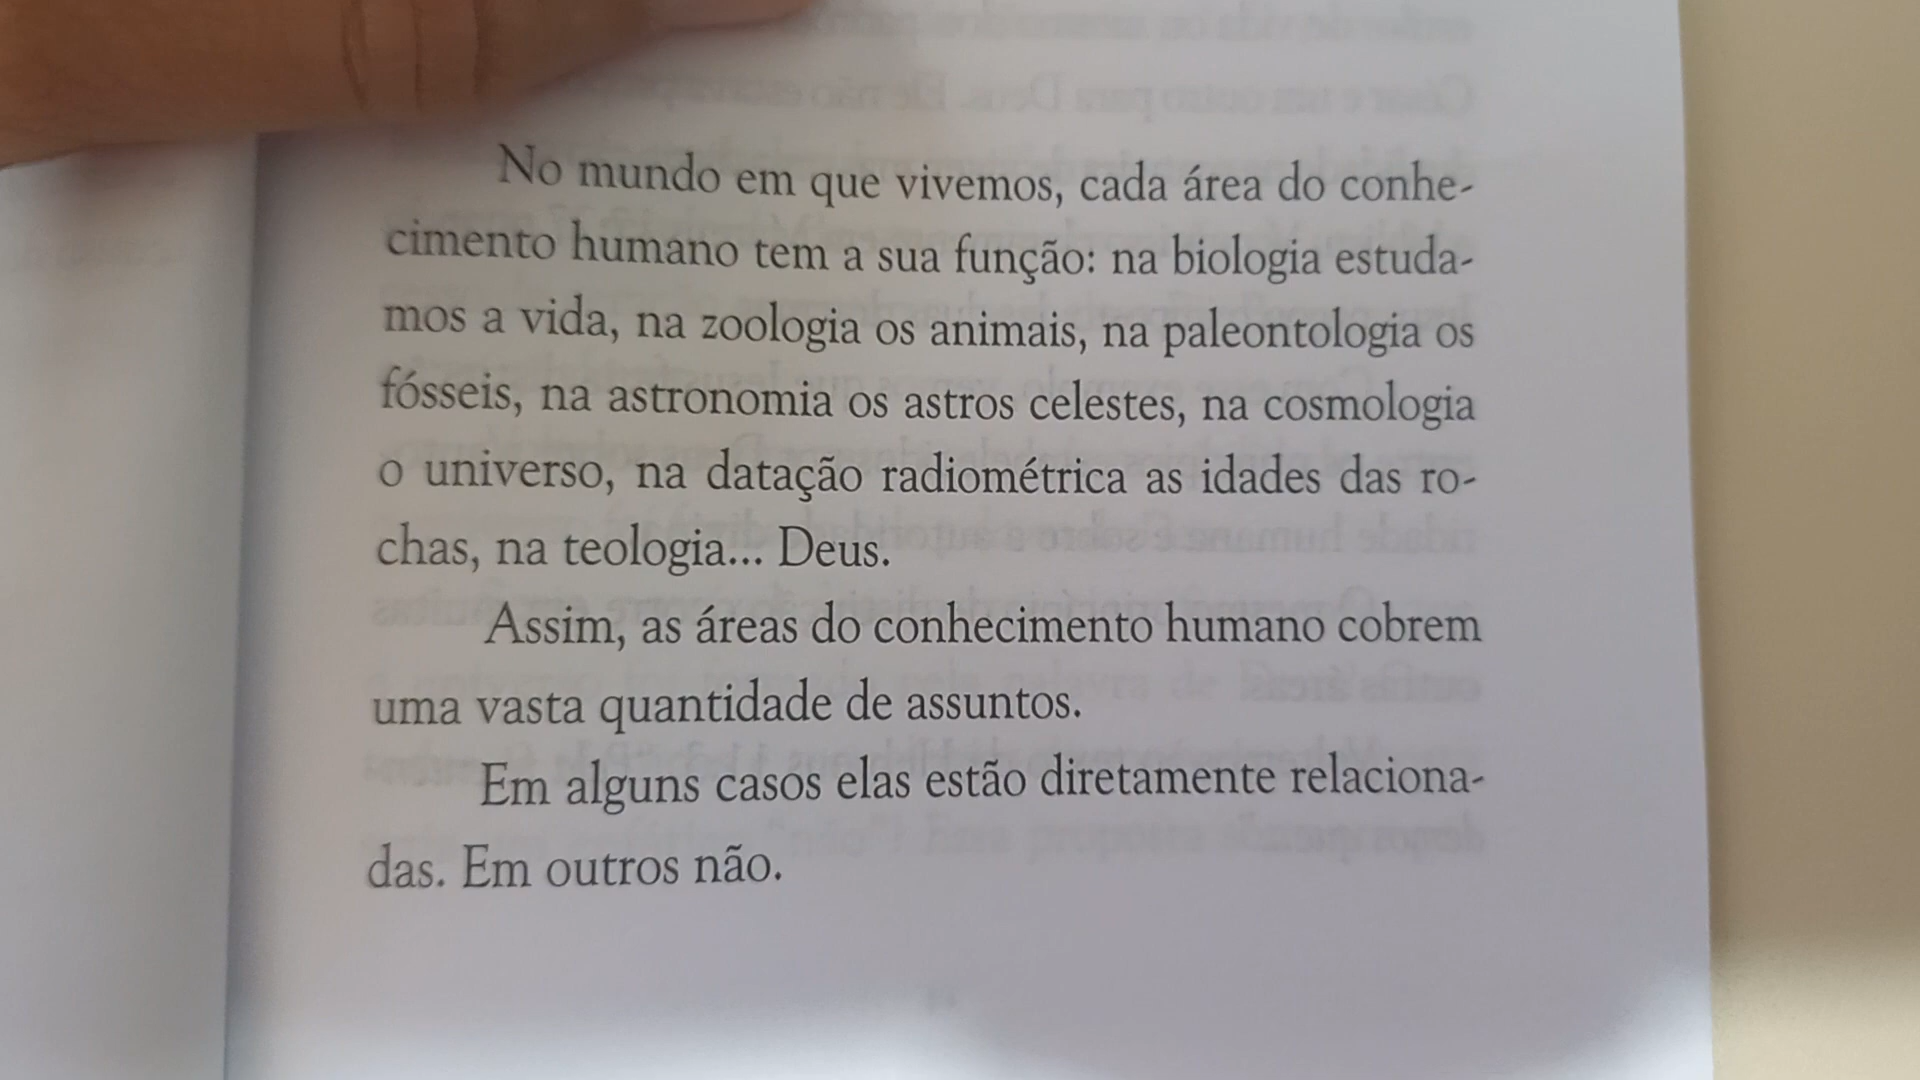 No mundo em que vivemos, cada área do conhe-
cimento humano tem a sua função: na biologia estuda-
mos a vida, na zoologia os animais, na paleontologia os
fósseis, na astronomia os astros celestes, na cosmologia
o universo, na datação radiométrica as idades das ro-
chas, na teologia... Deus.
Assim, as áreas do conhecimento humano cobrem
uma vasta quantidade de assuntos.
Em alguns casos elas estão diretamente relaciona-
das. Em outros não.